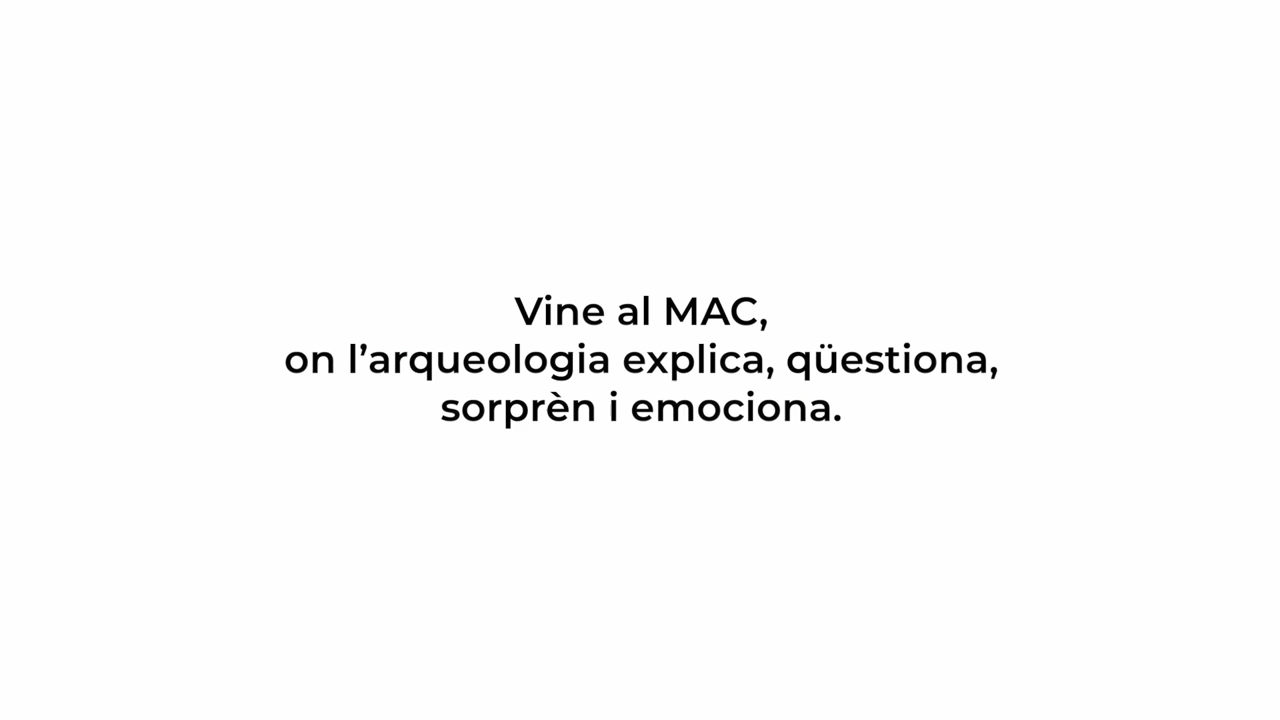 Vine al MAC,
on l’arqueologia explica, qüestiona,
sorprèn i emociona.